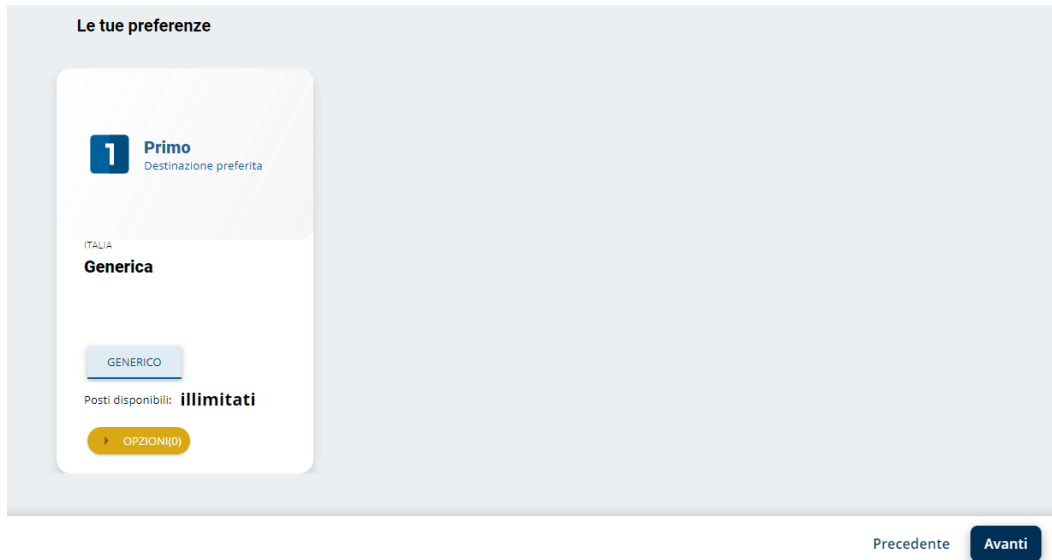 Le tue preferenze
1
Primo
Destinazione preferita
ITALIA
Generica
GENERICO
Posti disponibili: illimitati
OPZIONI(0)
Precedente
Avanti